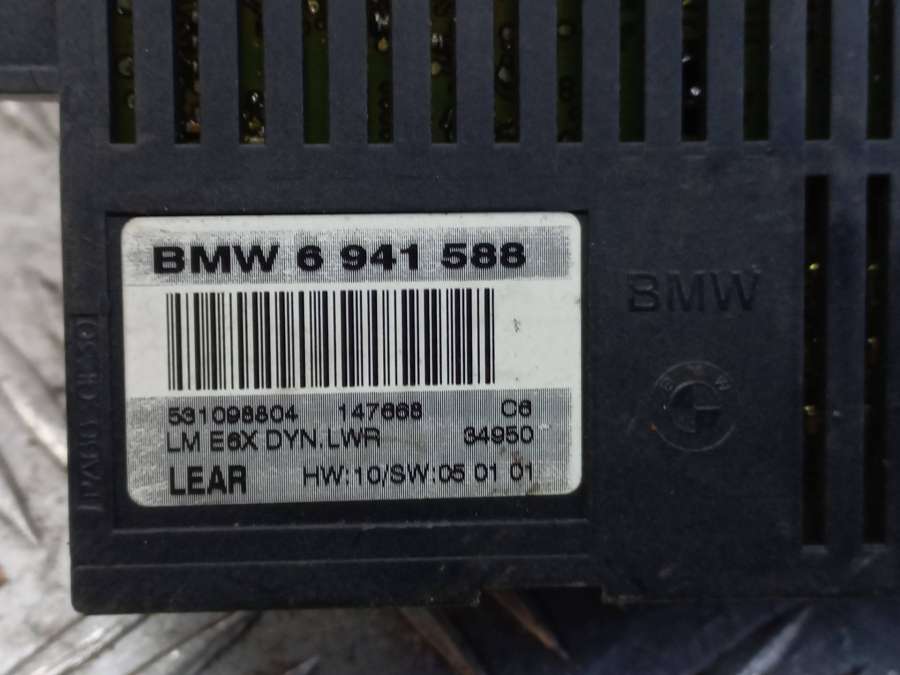 BMW 6 941 588
531098804 147668 C6
LM E6X DYN.LWR 34950
LEAR HW:10/SW:05 01 01
BMW
B W